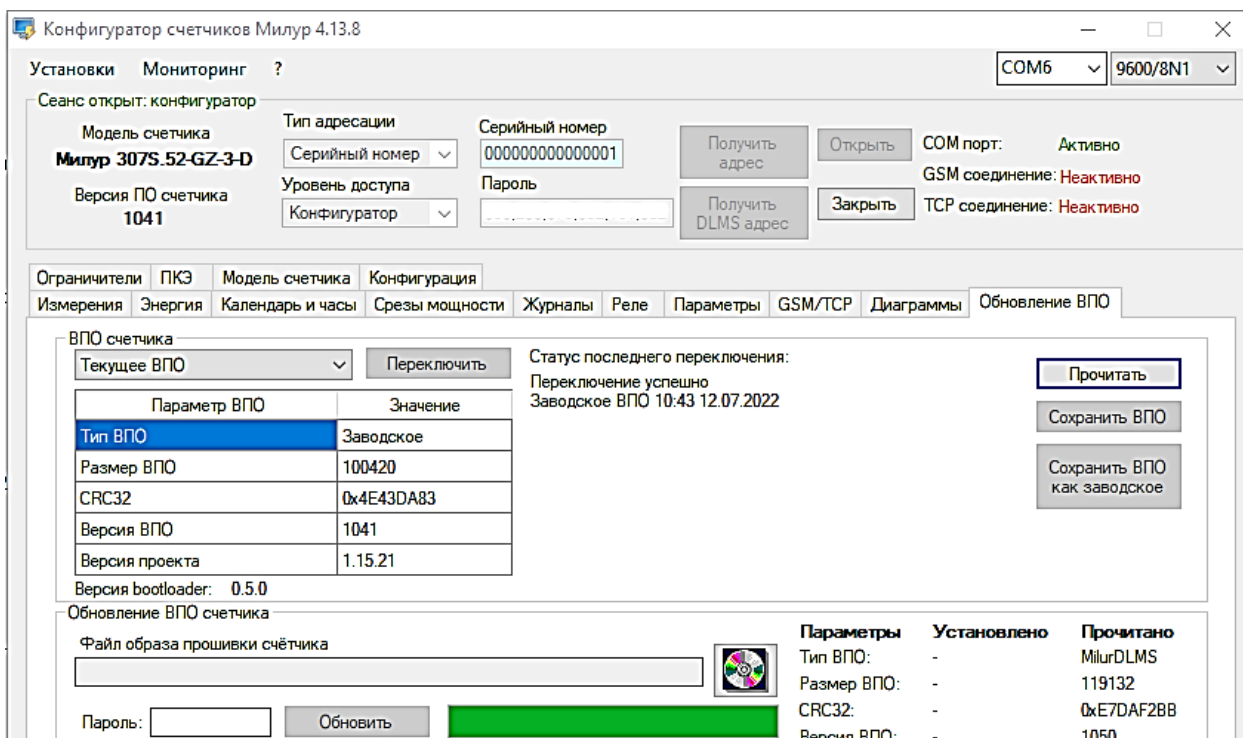 Конфигуратор счетчиков Милур 4.13.8
Установки Мониторинг ?
COM6 9600/8N1
Сеанс открыт: конфигуратор
Модель счетчика
Милур 307S.52-GZ-3-D
Версия ПО счетчика
1041
Тип адресации
Серийный номер
Уровень доступа
Конфигуратор
Серийный номер
000000000000001
Пароль
Получить адрес
Получить DLMS адрес
Открыть
Закрыть
COM порт: Активно
GSM соединение: Неактивно
TCP соединение: Неактивно
Ограничители ПКЭ Модель счетчика Конфигурация
Измерения Энергия Календарь и часы Срезы мощности Журналы Реле Параметры GSM/TCP Диаграммы Обновление ВПО
ВПО счетчика
Текущее ВПО Переключить
Параметр ВПО Значение
Тип ВПО Заводское
Размер ВПО 100420
CRC32 0x4E43DA83
Версия ВПО 1041
Версия проекта 1.15.21
Версия bootloader: 0.5.0
Статус последнего переключения:
Переключение успешно
Заводское ВПО 10:43 12.07.2022
Прочитать
Сохранить ВПО
Сохранить ВПО
как заводское
Обновление ВПО счетчика
Файл образа прошивки счётчика
Пароль: Обновить
Параметры Установлено Прочитано
Тип ВПО: - MilurDLMS
Размер ВПО: - 119132
CRC32: - 0xE7DAF2BB
Версия ВПО: - 1050